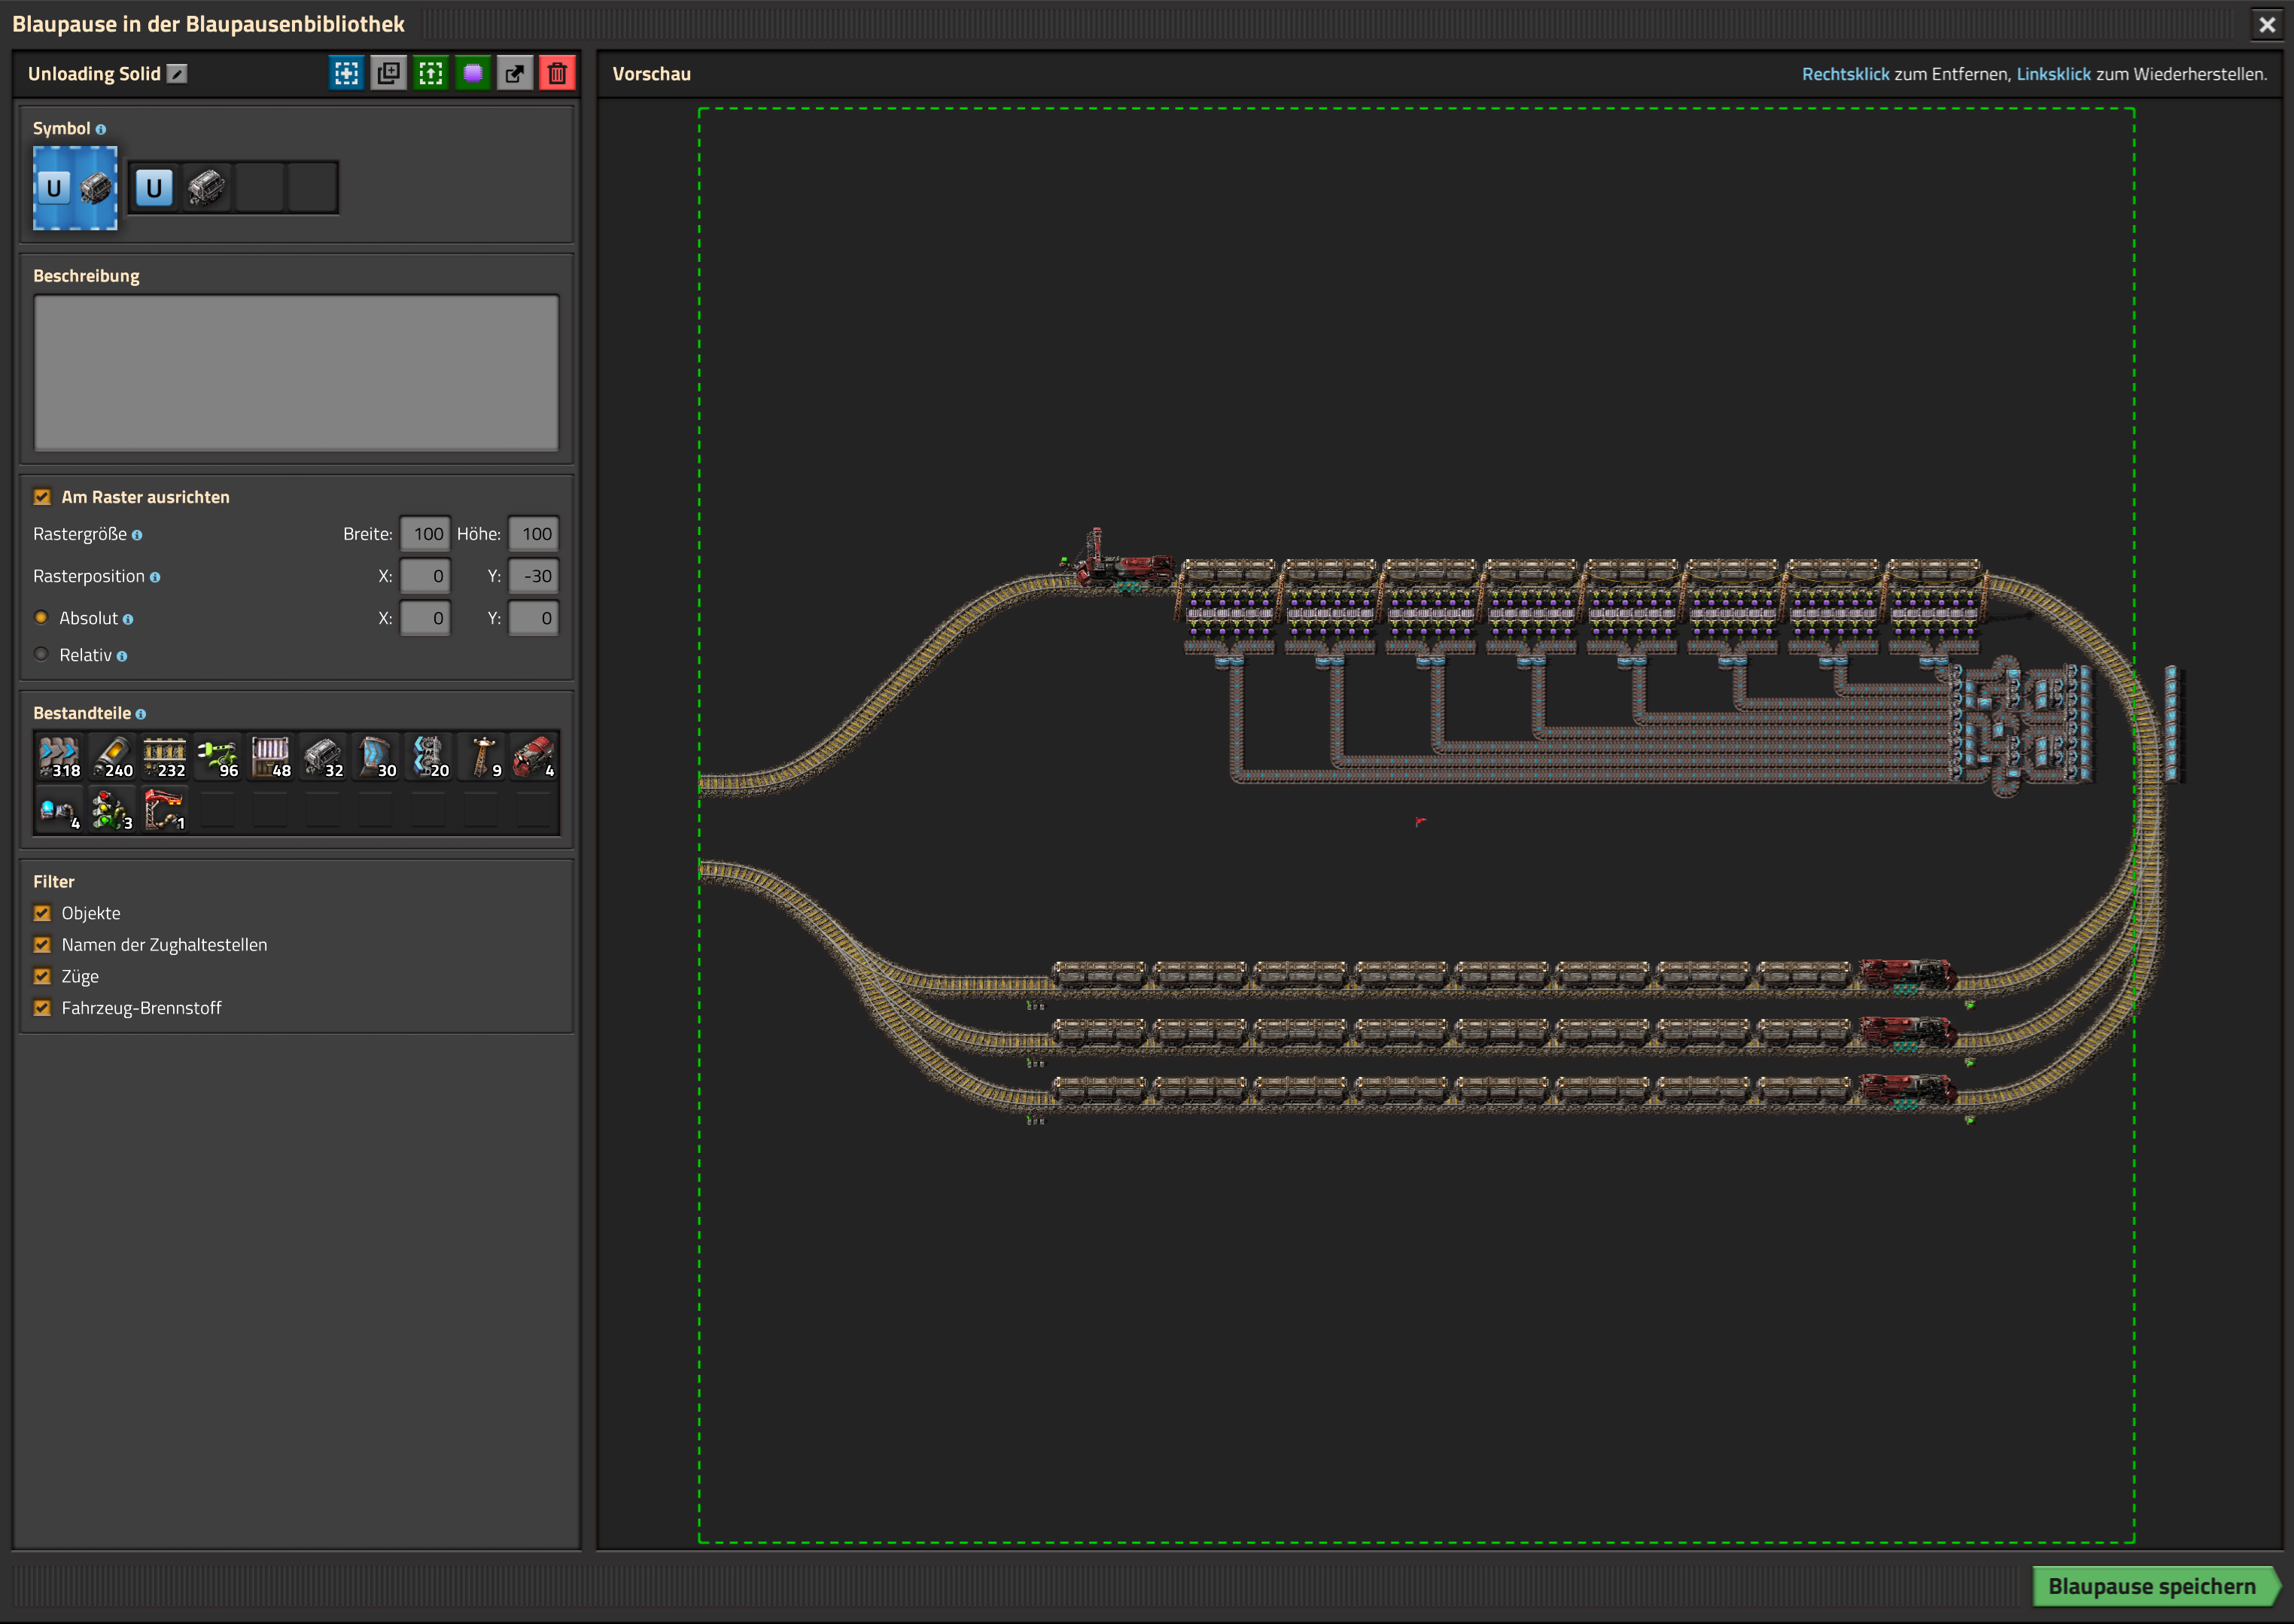 Blaupause in der Blaupausenbibliothek
Unloading Solid
Symbol
U U
Beschreibung
Am Raster ausrichten
Rastergröße Breite: 100 Höhe: 100
Rasterposition X: 0 Y: -30
Absolut X: 0 Y: 0
Relativ
Bestandteile
318 240 232 96 48 32 30 20 9 4
4 3 1
Filter
Objekte
Namen der Zughaltestellen
Züge
Fahrzeug-Brennstoff
Vorschau
Rechtsklick zum Entfernen, Linksklick zum Wiederherstellen.
Blaupause speichern